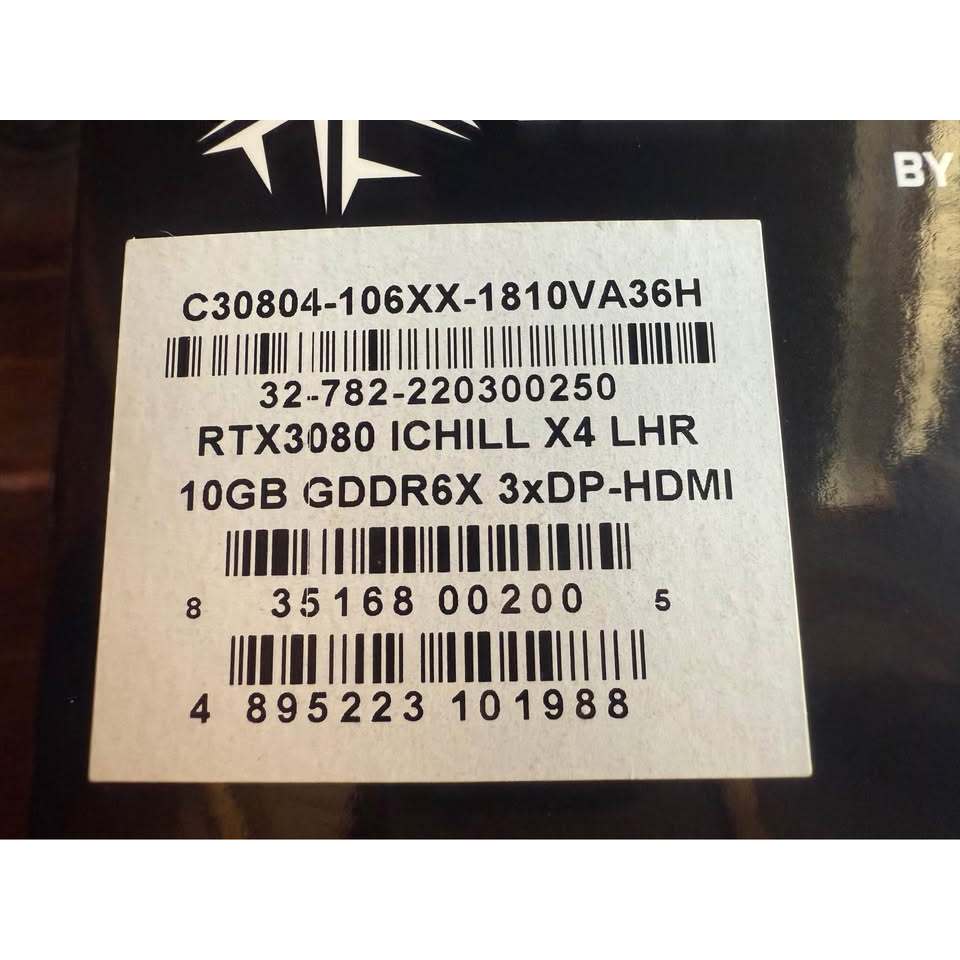 BY
C30804-106XX-1810VA36H
32-782-220300250
RTX3080 ICHILL X4 LHR
10GB GDDR6X 3xDP-HDMI
8 35168 00200 5
4 895223 101988